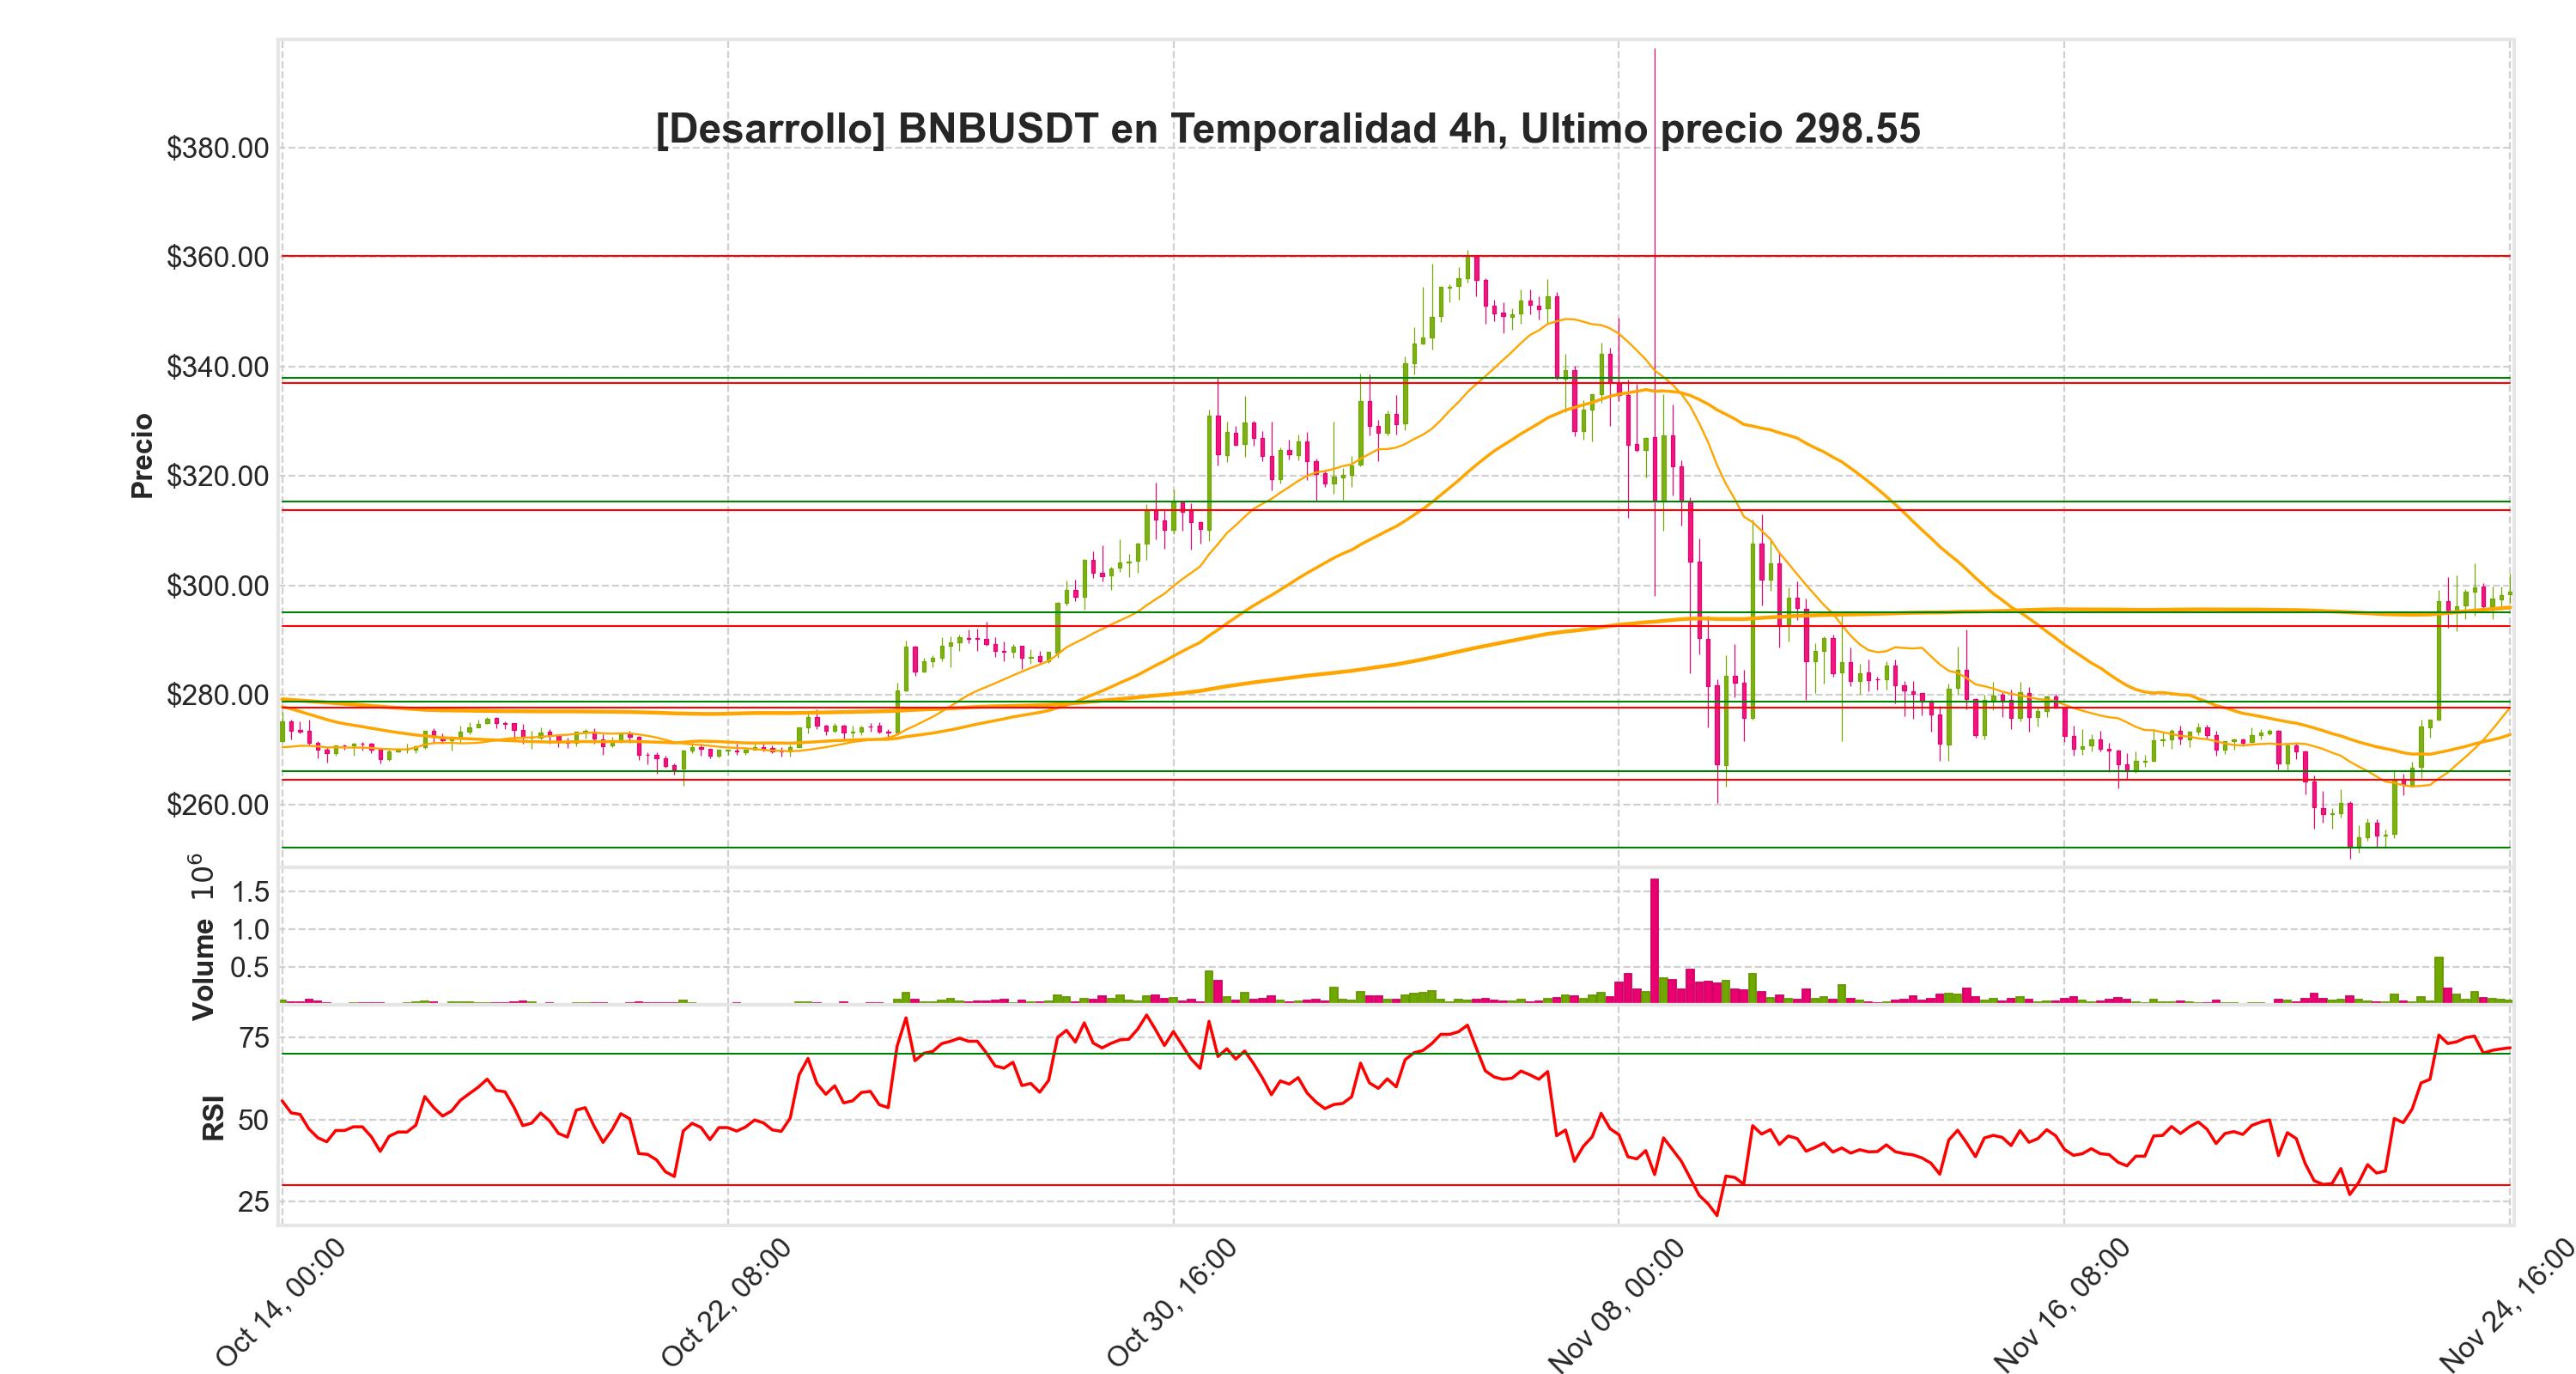 [Desarrollo] BNBUSDT en Temporalidad 4h, Ultimo precio 298.55
Precio
$380.00
$360.00
$340.00
$320.00
$300.00
$280.00
$260.00
Volume 10⁶
1.5
1.0
0.5
RSI
75
50
25
Oct 14, 00:00
Oct 22, 08:00
Oct 30, 16:00
Nov 08, 00:00
Nov 16, 08:00
Nov 24, 16:00